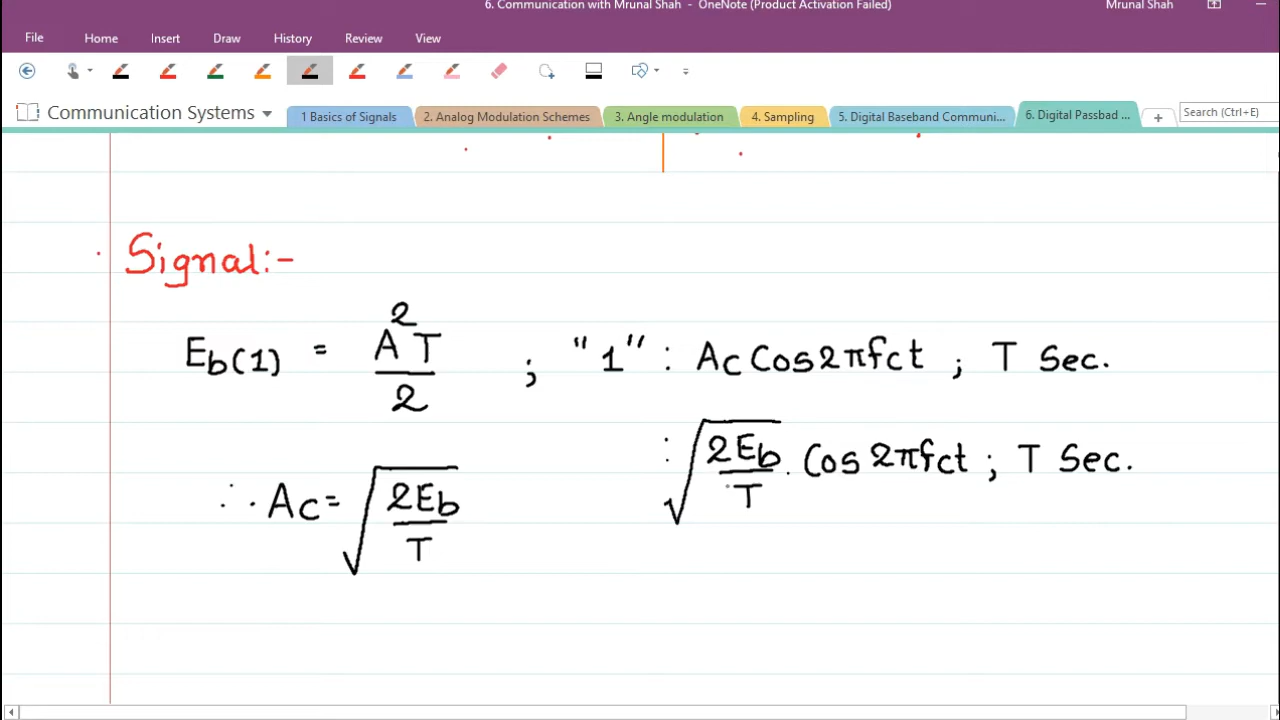 6. Communication with Mrunal Shah - OneNote (Product Activation Failed) Mrunal Shah
File Home Insert Draw History Review View
Communication Systems 1 Basics of Signals 2. Analog Modulation Schemes 3. Angle modulation 4. Sampling 5. Digital Baseband Communi... 6. Digital Passbad ... + Search (Ctrl+E)
Signal:-
Eb(1) = A²T/2 ; "1" : Ac Cos2πfct ; T Sec.
: √(2Eb/T) . Cos2πfct ; T Sec.
∴ Ac = √(2Eb/T)